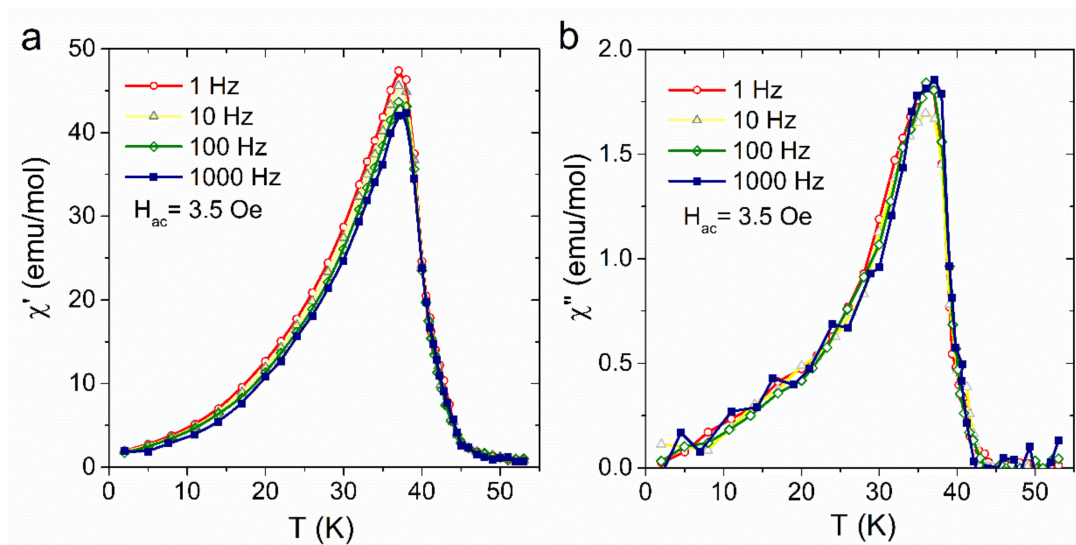 a
50
40
30
20
10
0
χ' (emu/mol)
1 Hz
10 Hz
100 Hz
1000 Hz
Hac= 3.5 Oe
0 10 20 30 40 50
T (K)
b
2.0
1.5
1.0
0.5
0.0
χ" (emu/mol)
1 Hz
10 Hz
100 Hz
1000 Hz
Hac= 3.5 Oe
0 10 20 30 40 50
T (K)